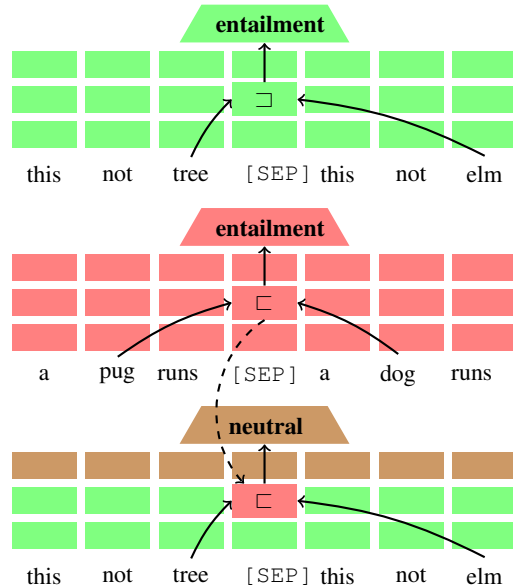 entailment
⊐
this not tree [SEP] this not elm
entailment
⊏
a pug runs [SEP] a dog runs
neutral
⊏
this not tree [SEP] this not elm